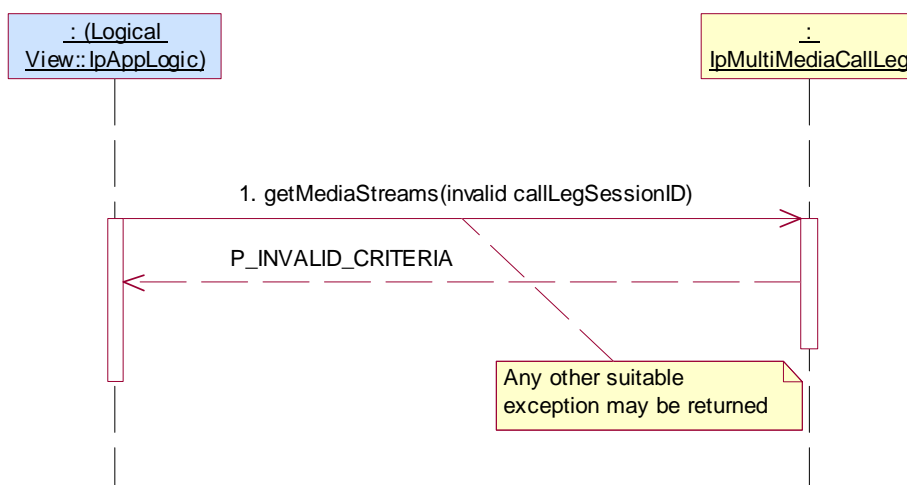 : (Logical
View::IpAppLogic)
:
IpMultiMediaCallLeg
1. getMediaStreams(invalid callLegSessionID)
P_INVALID_CRITERIA
Any other suitable
exception may be returned